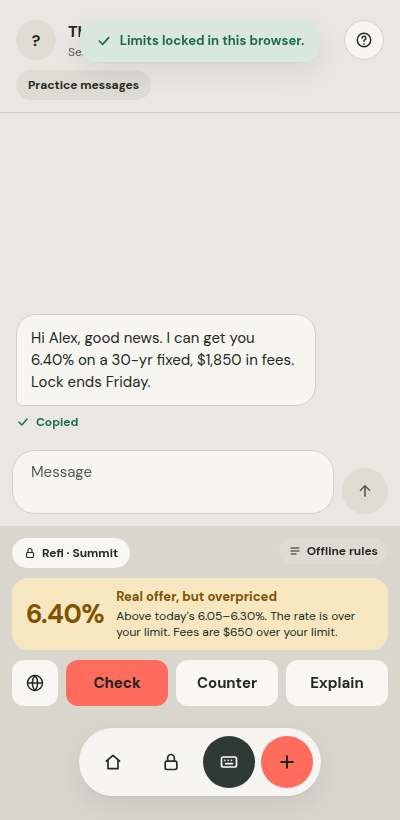 ?
Limits locked in this browser.
Practice messages
Hi Alex, good news. I can get you
6.40% on a 30-yr fixed, $1,850 in fees.
Lock ends Friday.
Copied
Message
Refi · Summit
Offline rules
6.40%
Real offer, but overpriced
Above today's 6.05–6.30%. The rate is over
your limit. Fees are $650 over your limit.
Check
Counter
Explain